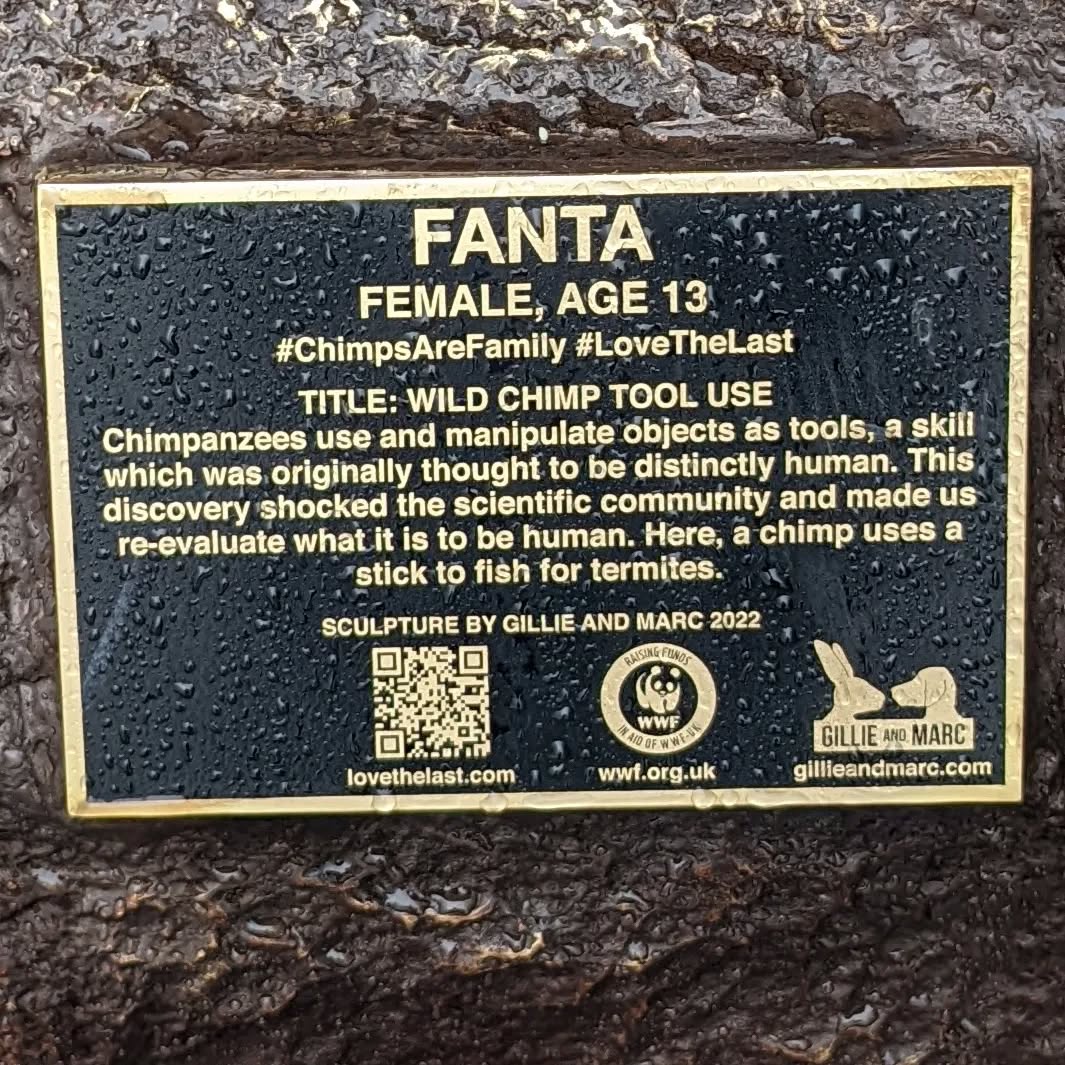 FANTA
FEMALE, AGE 13
#ChimpsAreFamily #LoveTheLast
TITLE: WILD CHIMP TOOL USE
Chimpanzees use and manipulate objects as tools, a skill
which was originally thought to be distinctly human. This
discovery shocked the scientific community and made us
re-evaluate what it is to be human. Here, a chimp uses a
stick to fish for termites.
SCULPTURE BY GILLIE AND MARC 2022
RAISING FUNDS
WWF
IN AID OF WWF-UK
GILLIE AND MARC
lovethelast.com
wwf.org.uk
gillieandmarc.com